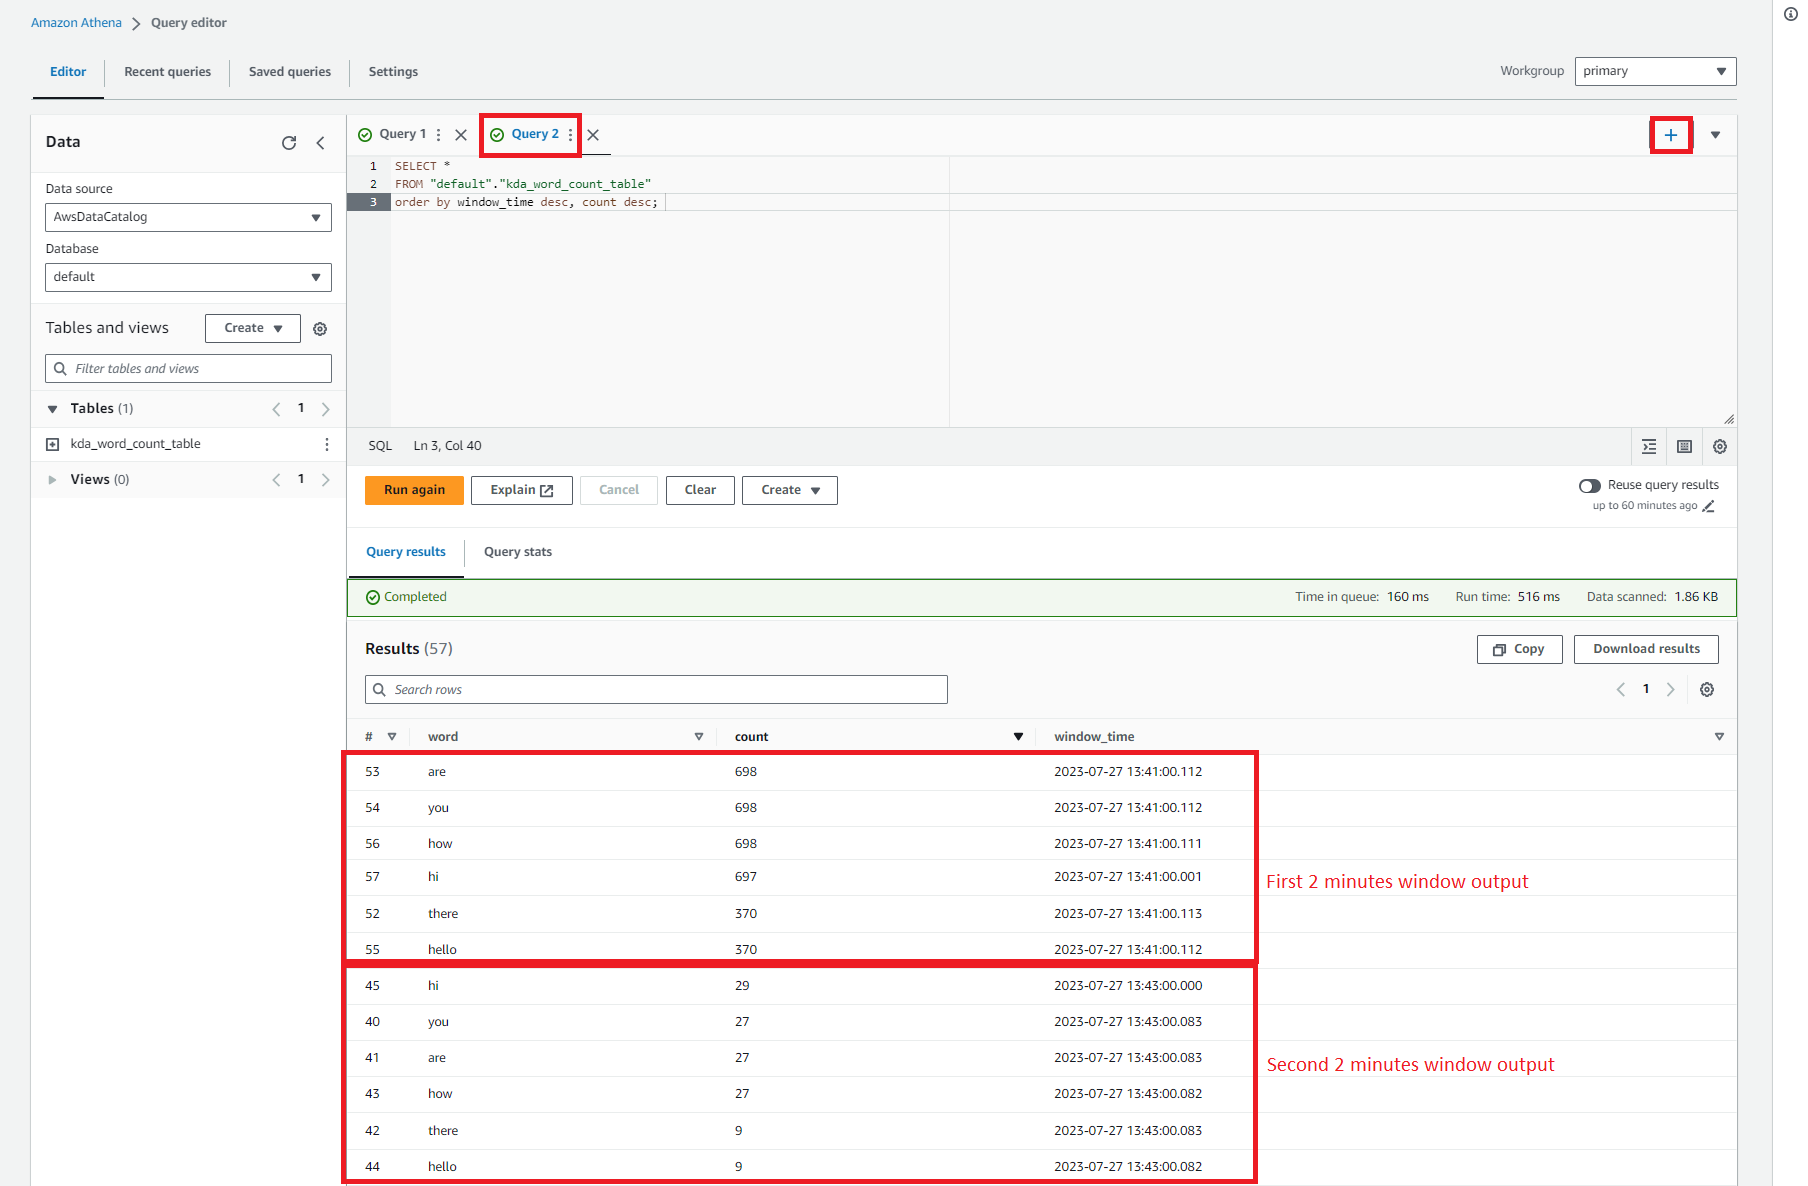 Amazon Athena > Query editor
Editor Recent queries Saved queries Settings Workgroup primary
Data
Data source
AwsDataCatalog
Database
default
Tables and views Create
Filter tables and views
Tables (1) 1
kda_word_count_table
Views (0) 1
Query 1 Query 2
1 SELECT *
2 FROM "default"."kda_word_count_table"
3 order by window_time desc, count desc;
SQL Ln 3, Col 40
Run again Explain Cancel Clear Create
Reuse query results
up to 60 minutes ago
Query results Query stats
Completed Time in queue: 160 ms Run time: 516 ms Data scanned: 1.86 KB
Results (57) Copy Download results
Search rows 1
# word count window_time
53 are 698 2023-07-27 13:41:00.112
54 you 698 2023-07-27 13:41:00.112
56 how 698 2023-07-27 13:41:00.111
57 hi 697 2023-07-27 13:41:00.001
First 2 minutes window output
52 there 370 2023-07-27 13:41:00.113
55 hello 370 2023-07-27 13:41:00.112
45 hi 29 2023-07-27 13:43:00.000
40 you 27 2023-07-27 13:43:00.083
41 are 27 2023-07-27 13:43:00.083
Second 2 minutes window output
43 how 27 2023-07-27 13:43:00.082
42 there 9 2023-07-27 13:43:00.083
44 hello 9 2023-07-27 13:43:00.082